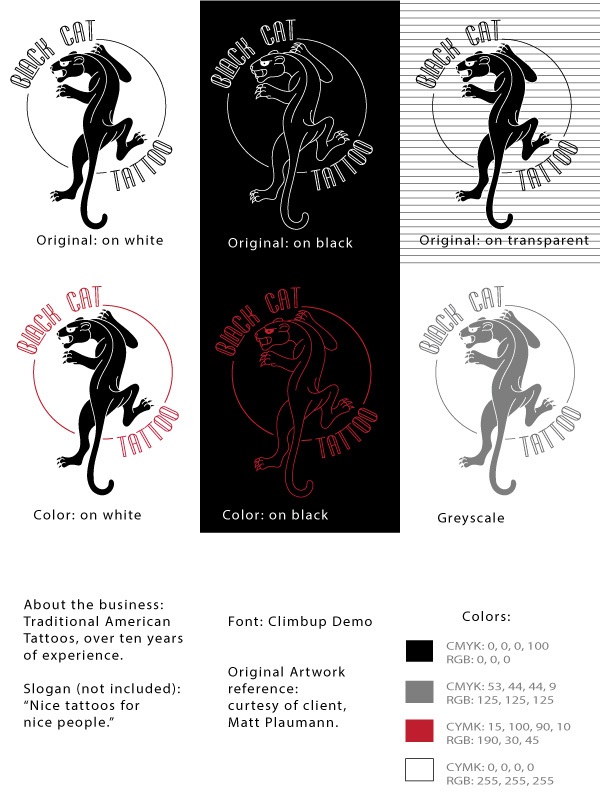 BLACK CAT
TATTOO
Original: on white
BLACK CAT
TATTOO
Original: on black
BLACK CAT
TATTOO
Original: on transparent
BLACK CAT
TATTOO
Color: on white
BLACK CAT
TATTOO
Color: on black
BLACK CAT
TATTOO
Greyscale
About the business:
Traditional American
Tattoos, over ten years
of experience.
Slogan (not included):
“Nice tattoos for
nice people.”
Font: Climbup Demo
Original Artwork
reference:
curtesy of client,
Matt Plaumann.
Colors:
CMYK: 0, 0, 0, 100
RGB: 0, 0, 0
CMYK: 53, 44, 44, 9
RGB: 125, 125, 125
CYMK: 15, 100, 90, 10
RGB: 190, 30, 45
CYMK: 0, 0, 0, 0
RGB: 255, 255, 255